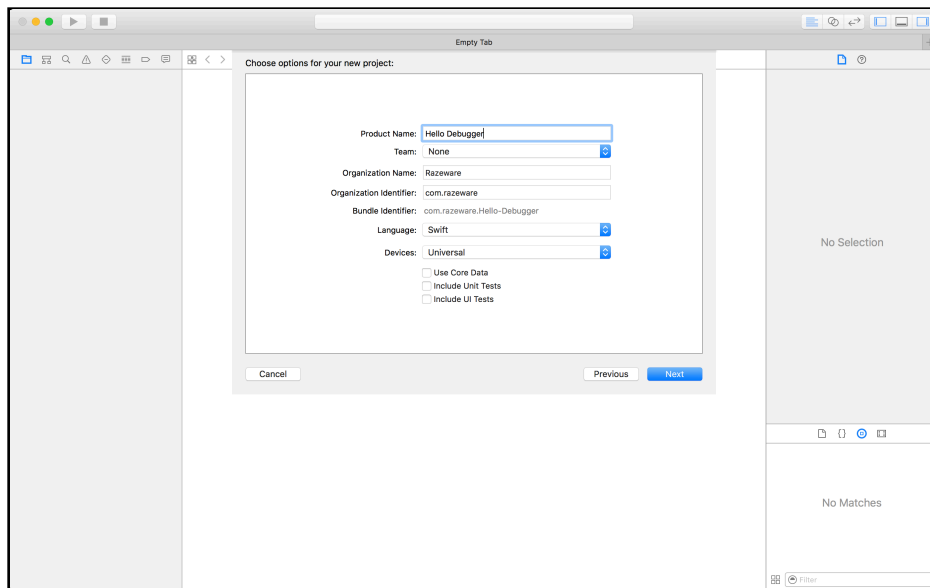 Empty Tab
Choose options for your new project:
Product Name: Hello Debugger
Team: None
Organization Name: Razeware
Organization Identifier: com.razeware
Bundle Identifier: com.razeware.Hello-Debugger
Language: Swift
Devices: Universal
Use Core Data
Include Unit Tests
Include UI Tests
Cancel Previous Next
No Selection
{}
No Matches
Filter